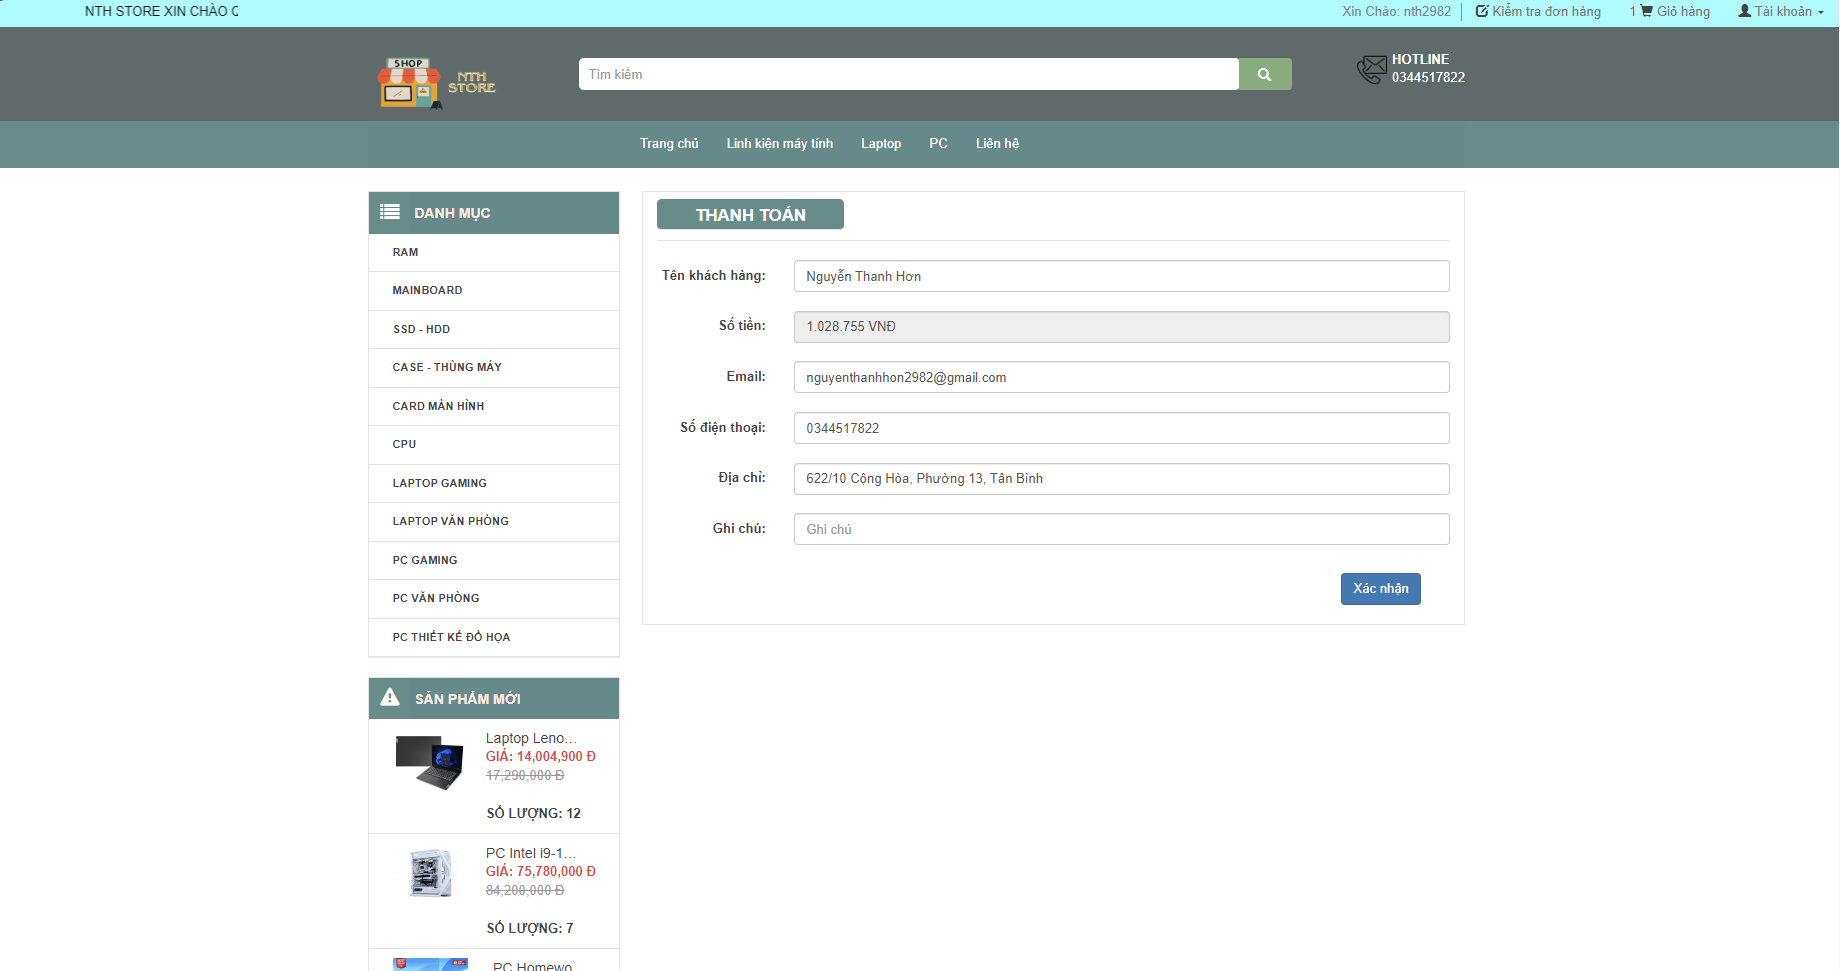 NTH STORE XIN CHÀO
Xin Chào: nth2982
Kiểm tra đơn hàng
1 Giỏ hàng
Tài khoản
SHOP
NTH
STORE
Tìm kiếm
HOTLINE
0344517822
Trang chủ
Linh kiện máy tính
Laptop
PC
Liên hệ
DANH MỤC
RAM
MAINBOARD
SSD - HDD
CASE - THÙNG MÁY
CARD MÀN HÌNH
CPU
LAPTOP GAMING
LAPTOP VĂN PHÒNG
PC GAMING
PC VĂN PHÒNG
PC THIẾT KẾ ĐỒ HỌA
THANH TOÁN
Tên khách hàng:
Nguyễn Thanh Hơn
Số tiền:
1.028.755 VNĐ
Email:
nguyenthanhhon2982@gmail.com
Số điện thoại:
0344517822
Địa chỉ:
622/10 Cộng Hòa, Phường 13, Tân Bình
Ghi chú:
Ghi chú
Xác nhận
SẢN PHẨM MỚI
Laptop Leno...
GIÁ: 14,004,900 Đ
17,290,000 Đ
SỐ LƯỢNG: 12
PC Intel i9-1...
GIÁ: 75,780,000 Đ
84,200,000 Đ
SỐ LƯỢNG: 7
PC Homewo